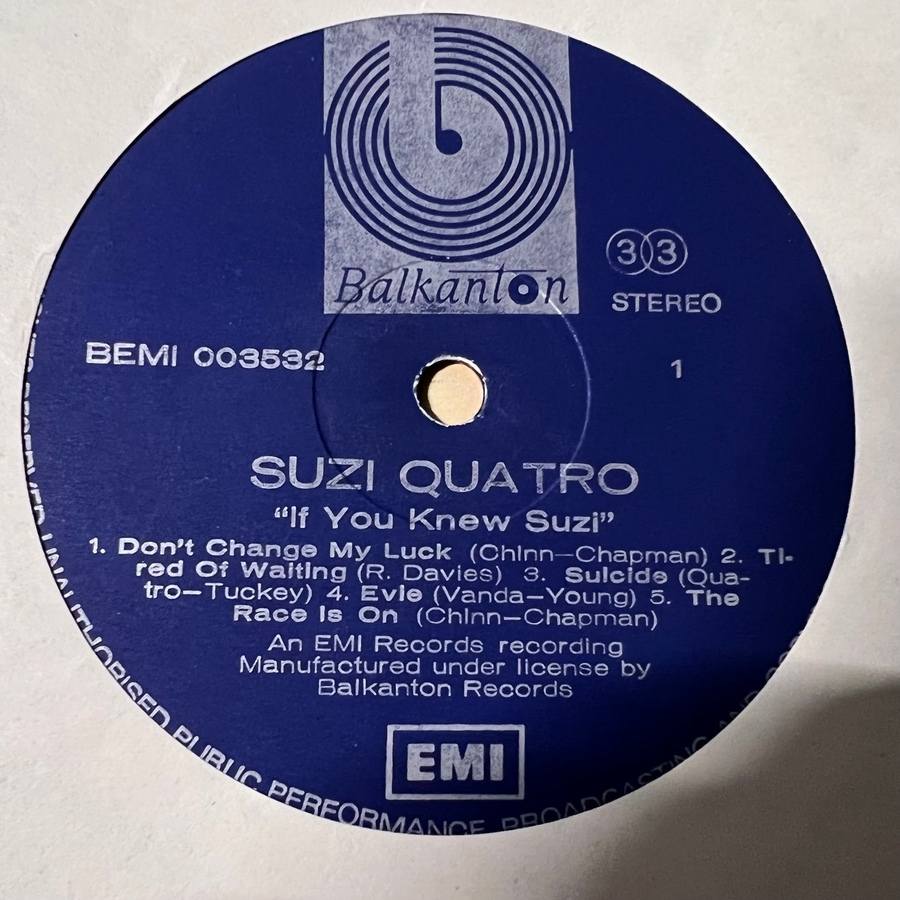 b
Balkanton
33
STEREO
BEMI 003532
1
SUZI QUATRO
“If You Knew Suzi”
1. Don't Change My Luck (Chinn—Chapman) 2. Ti-
red Of Waiting (R. Davies) 3. Suicide (Qua-
tro—Tuckey) 4. Evie (Vanda—Young) 5. The
Race Is On (Chinn—Chapman)
An EMI Records recording
Manufactured under license by
Balkanton Records
EMI
RESERVED UNAUTHORISED PUBLIC PERFORMANCE BROADCASTING AND